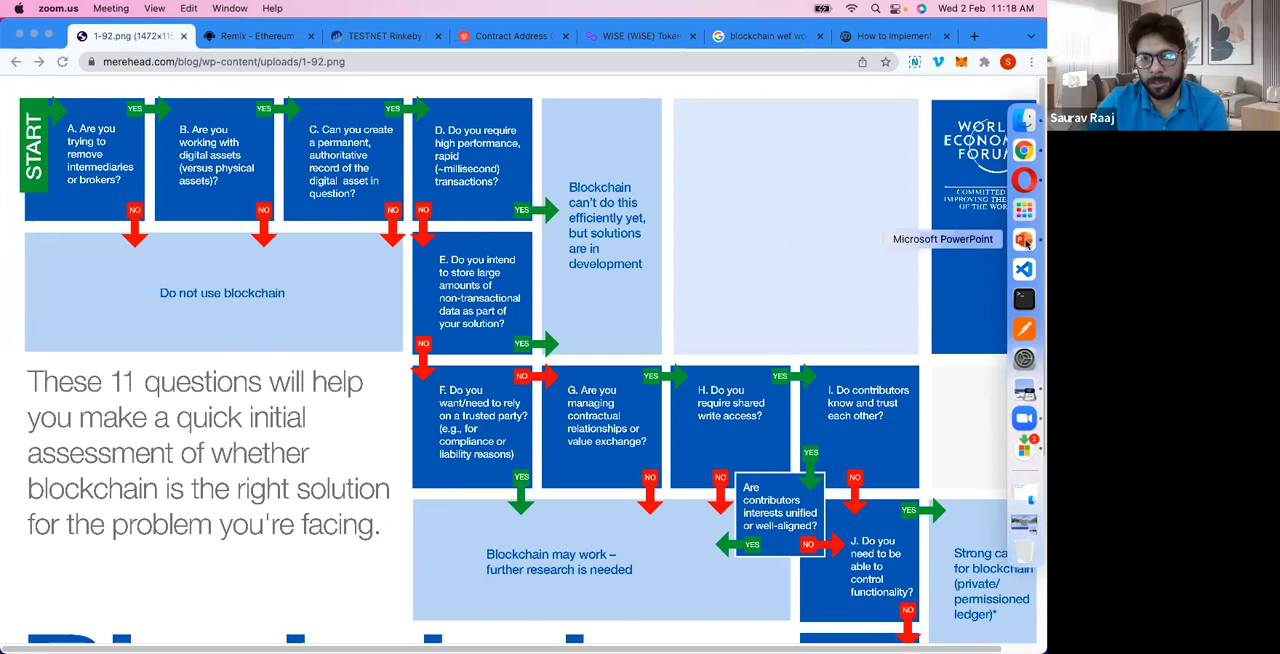 zoom.us Meeting View Edit Window Help
Wed 2 Feb 11:18 AM
1-92.png (1472×11
Remix - Ethereum
TESTNET Rinkeby
Contract Address
WISE (WiSE) Token
blockchain wef wo
How to Implement
merehead.com/blog/wp-content/uploads/1-92.png
S
Saurav Raaj
START
A. Are you
trying to
remove
intermediaries
or brokers?
YES
NO
B. Are you
working with
digital assets
(versus physical
assets)?
YES
NO
C. Can you create
a permanent,
authoritative
record of the
digital asset in
question?
YES
NO
D. Do you require
high performance,
rapid
(~millisecond)
transactions?
NO
YES
Blockchain
can't do this
efficiently yet,
but solutions
are in
development
WORL
ECONOM
FORUM
COMMITTED
IMPROVING THE
OF THE WOR
Microsoft PowerPoint
Do not use blockchain
E. Do you intend
to store large
amounts of
non-transactional
data as part of
your solution?
NO
YES
These 11 questions will help
you make a quick initial
assessment of whether
blockchain is the right solution
for the problem you're facing.
F. Do you
want/need to rely
on a trusted party?
(e.g., for
compliance or
liability reasons)
NO
YES
G. Are you
managing
contractual
relationships or
value exchange?
YES
NO
H. Do you
require shared
write access?
YES
NO
I. Do contributors
know and trust
each other?
YES
NO
Are
contributors
interests unified
or well-aligned?
YES
NO
Blockchain may work –
further research is needed
J. Do you
need to be
able to
control
functionality?
YES
NO
Strong ca
for blockchain
(private/
permissioned
ledger)*
2